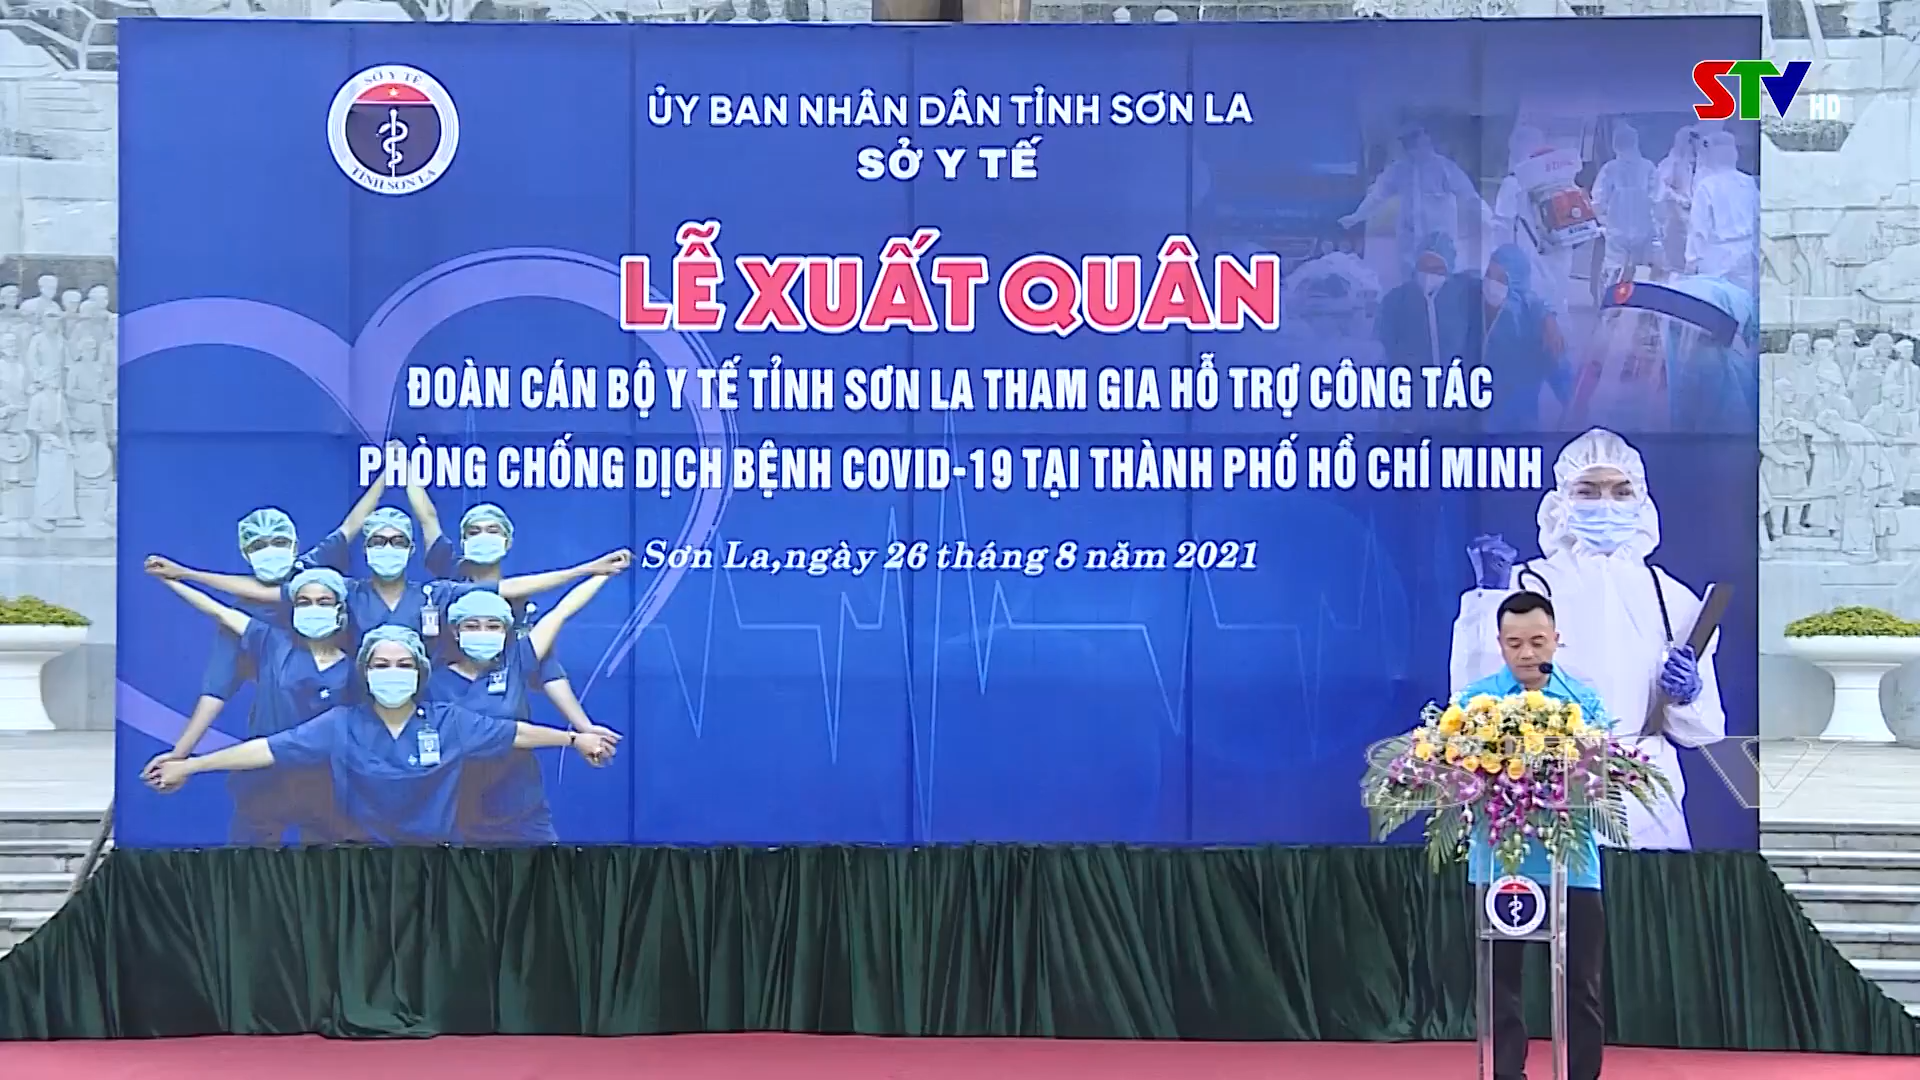 STV HD
SỞ Y TẾ
TỈNH SƠN LA
ỦY BAN NHÂN DÂN TỈNH SƠN LA
SỞ Y TẾ
LỄ XUẤT QUÂN
ĐOÀN CÁN BỘ Y TẾ TỈNH SƠN LA THAM GIA HỖ TRỢ CÔNG TÁC
PHÒNG CHỐNG DỊCH BỆNH COVID-19 TẠI THÀNH PHỐ HỒ CHÍ MINH
Sơn La,ngày 26 tháng 8 năm 2021
STV